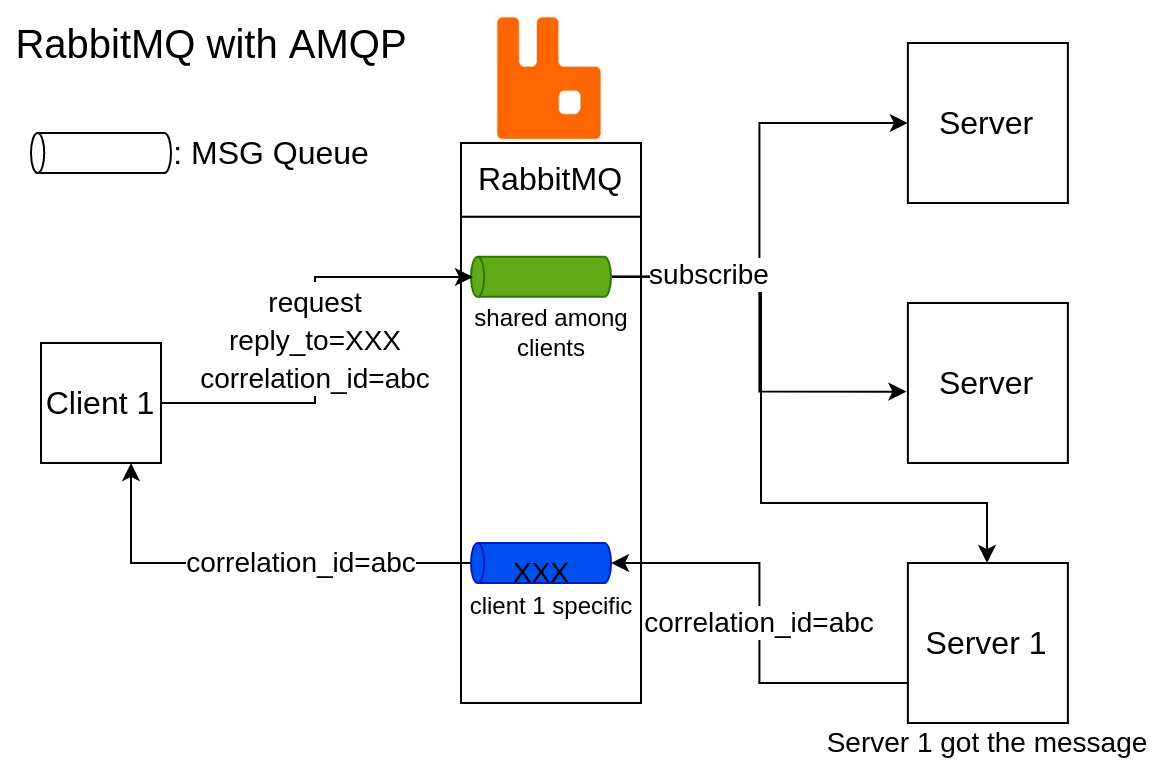 RabbitMQ with AMQP
: MSG Queue
RabbitMQ
Server
subscribe
request
reply_to=XXX
correlation_id=abc
shared among
clients
Client 1
Server
correlation_id=abc
XXX
client 1 specific
correlation_id=abc
Server 1
Server 1 got the message